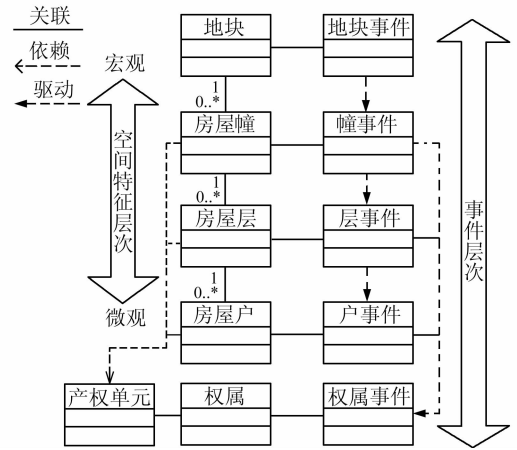 关联
依赖
驱动
宏观
空间特征层次
微观
地块
地块事件
1
0..*
房屋幢
幢事件
1
0..*
房屋层
层事件
1
0..*
房屋户
户事件
产权单元
权属
权属事件
事件层次